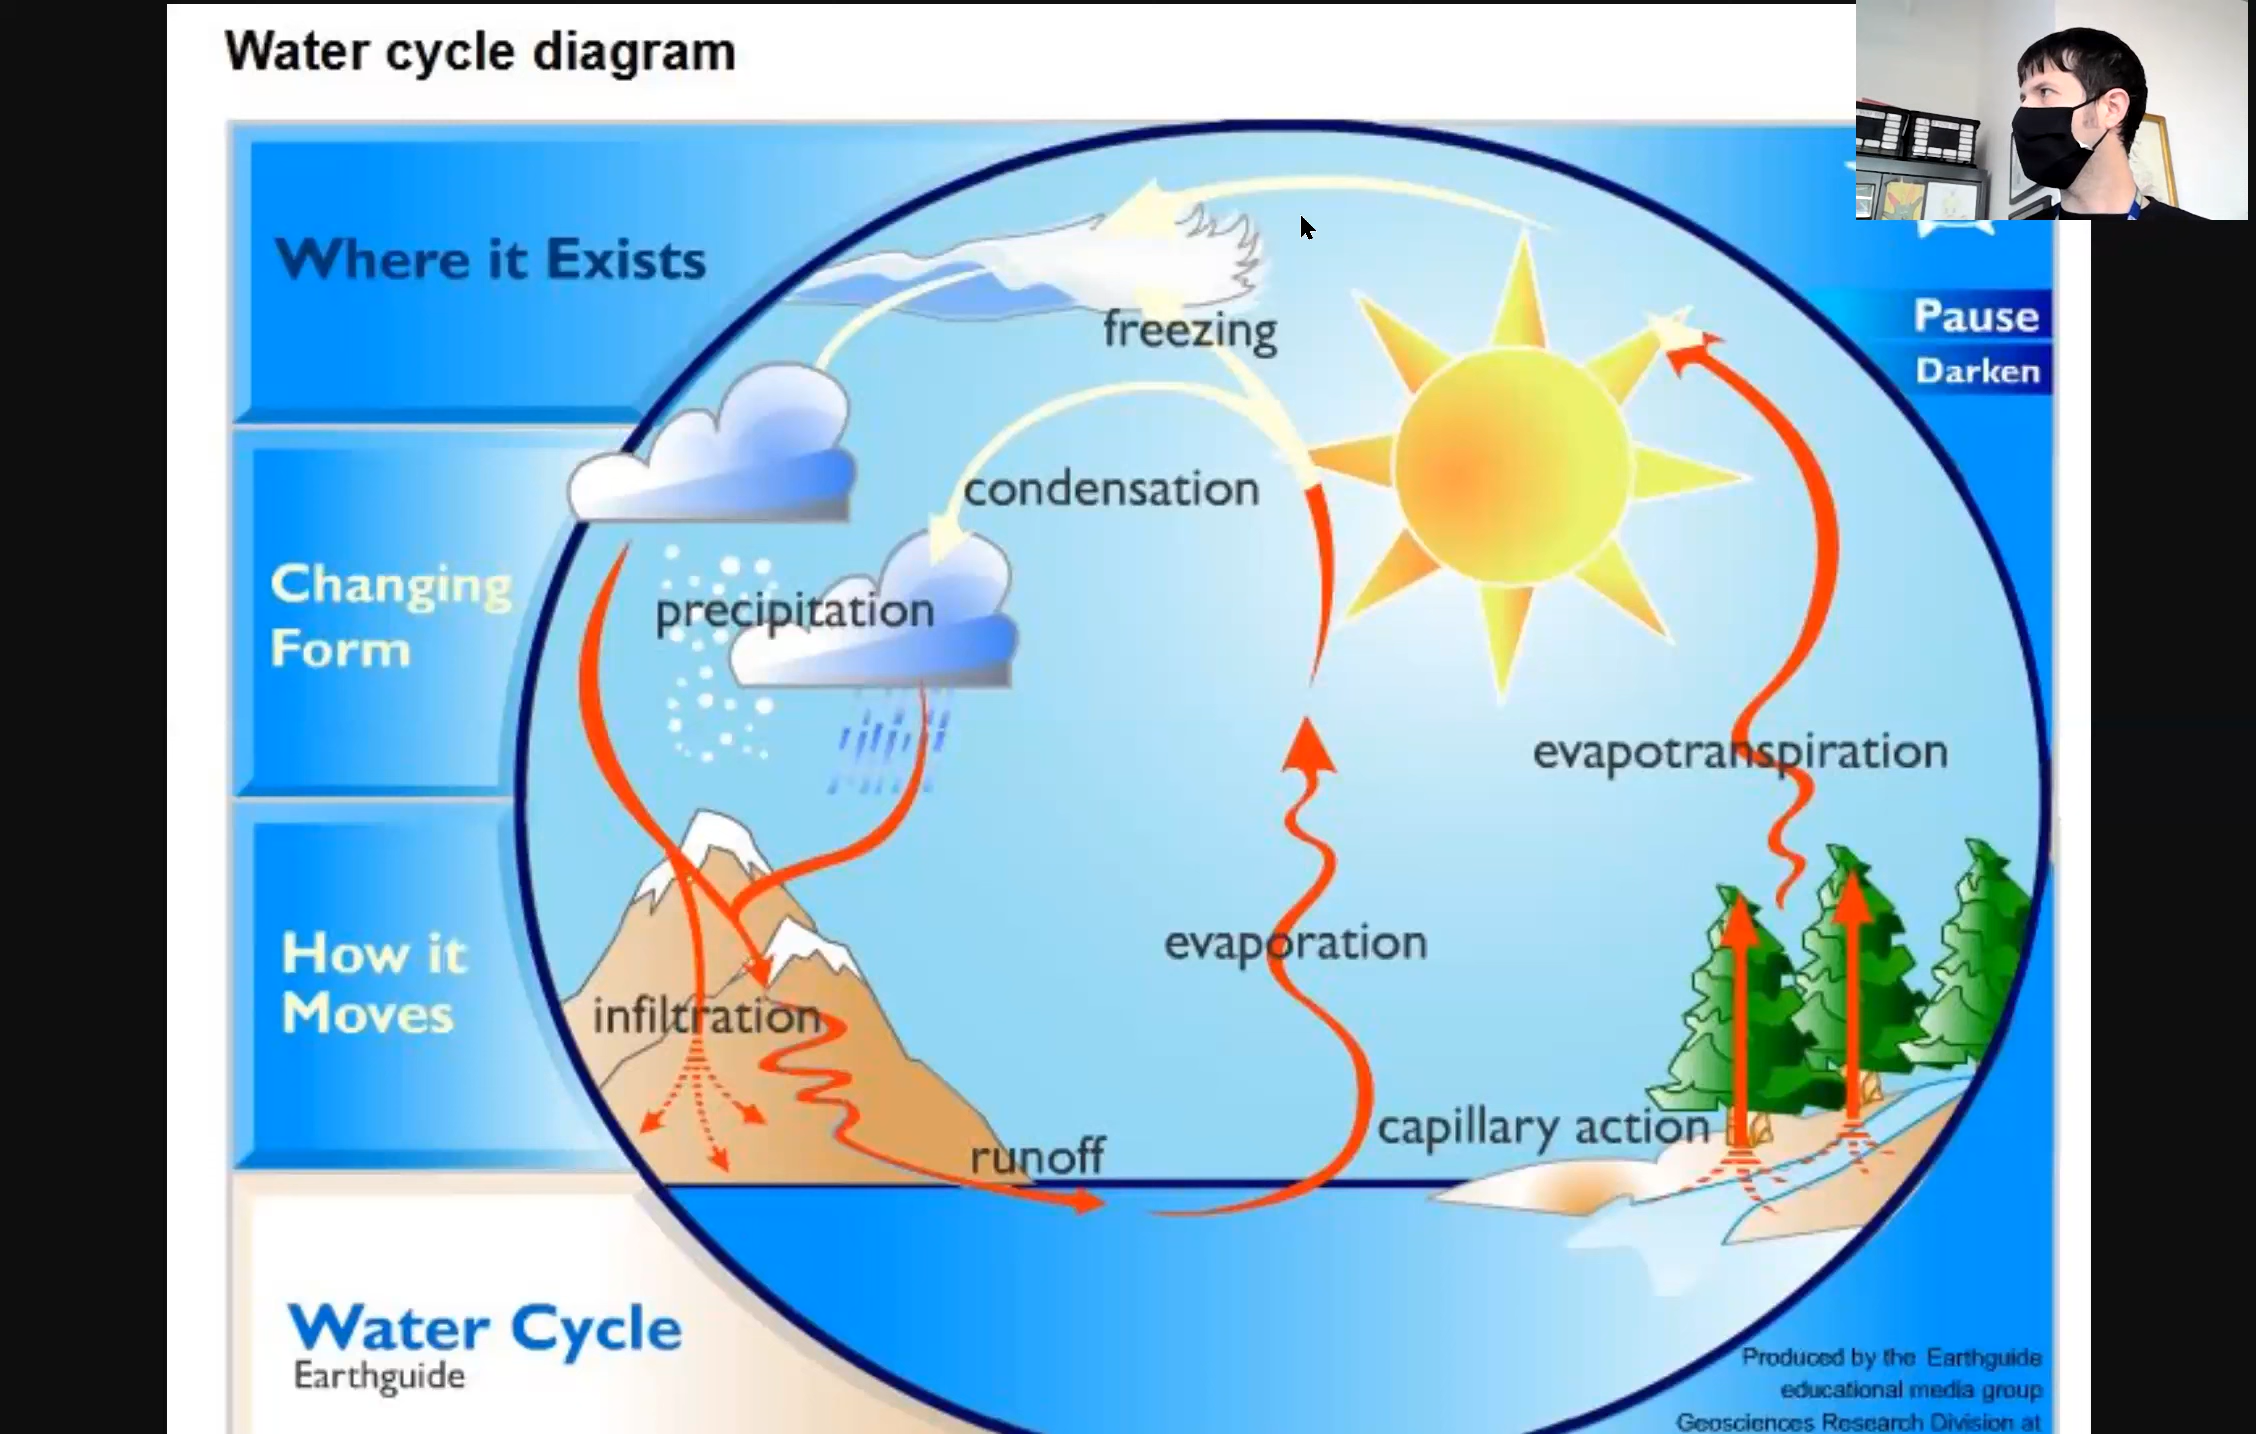 Water cycle diagram
Where it Exists
freezing
Pause
Darken
condensation
Changing
Form
precipitation
evapotranspiration
How it
Moves
evaporation
infiltration
capillary action
runoff
Water Cycle
Earthguide
Produced by the Earthguide
educational media group
Geosciences Research Division at